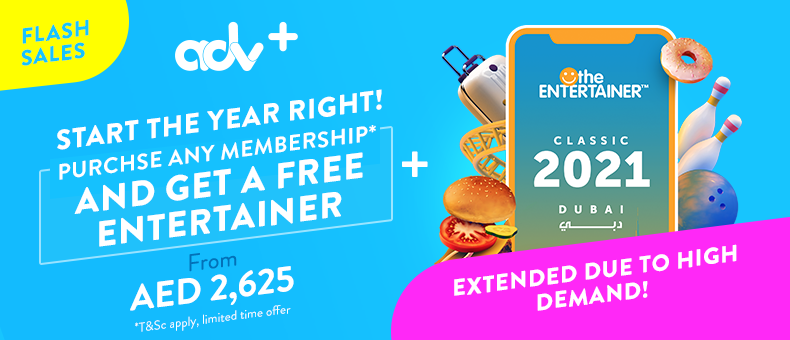 FLASH
SALES
adv+
START THE YEAR RIGHT!
PURCHSE ANY MEMBERSHIP*
AND GET A FREE
ENTERTAINER
From
AED 2,625
*T&Sc apply, limited time offer
+
the
ENTERTAINER™
CLASSIC
2021
DUBAI
دبي
EXTENDED DUE TO HIGH
DEMAND!